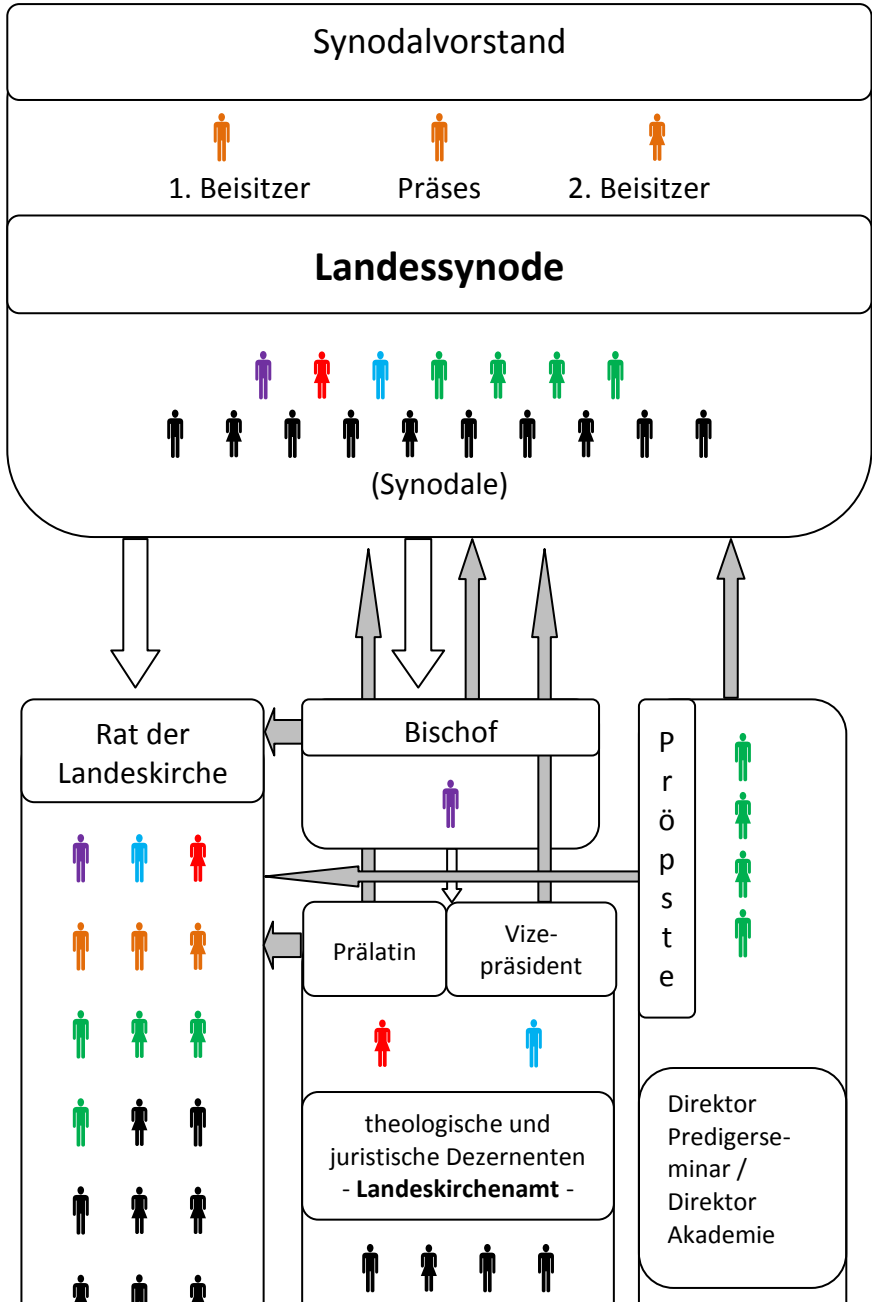 Synodalvorstand
1. Beisitzer
Präses
2. Beisitzer
Landessynode
(Synodale)
Rat der
Landeskirche
Bischof
Prälatin
Vize-
präsident
theologische und
juristische Dezernenten
- Landeskirchenamt -
P
r
ö
p
s
t
e
Direktor
Predigerse-
minar /
Direktor
Akademie